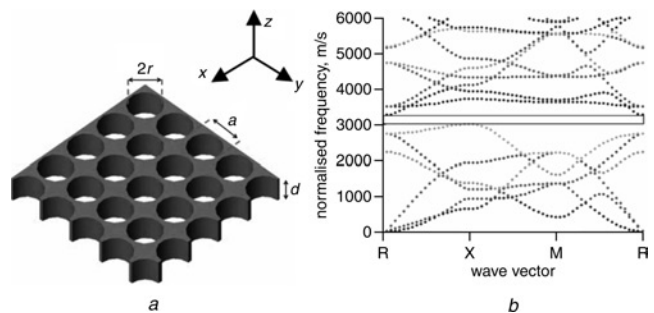 z
x
y
2r
a
d
a
normalised frequency, m/s
6000
5000
4000
3000
2000
1000
0
R
X
M
R
wave vector
b